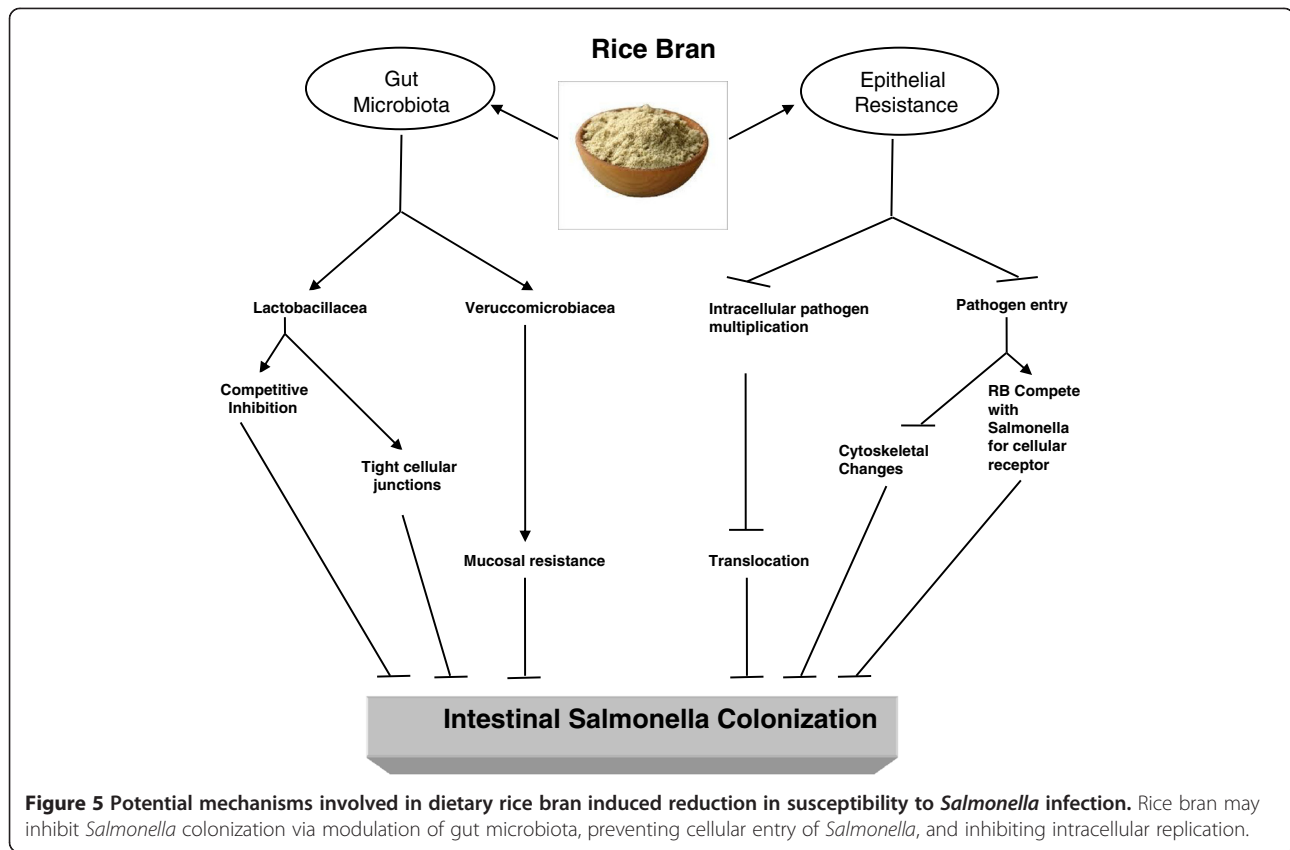 Rice Bran
Gut
Microbiota
Epithelial
Resistance
Lactobacillacea
Veruccomicrobiacea
Intracellular pathogen
multiplication
Pathogen entry
Competitive
Inhibition
RB Compete
with
Salmonella
for cellular
receptor
Tight cellular
junctions
Cytoskeletal
Changes
Mucosal resistance
Translocation
Intestinal Salmonella Colonization
Figure 5 Potential mechanisms involved in dietary rice bran induced reduction in susceptibility to Salmonella infection. Rice bran may
inhibit Salmonella colonization via modulation of gut microbiota, preventing cellular entry of Salmonella, and inhibiting intracellular replication.